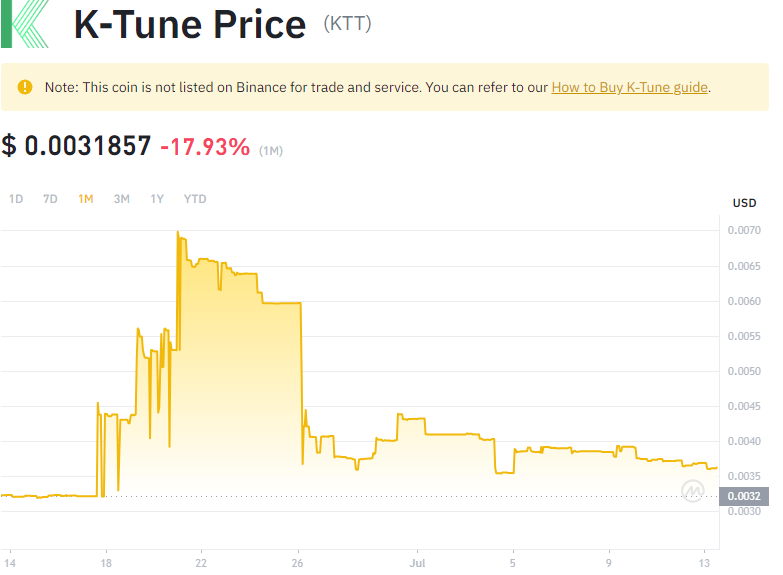 K-Tune Price (KTT)
Note: This coin is not listed on Binance for trade and service. You can refer to our How to Buy K-Tune guide.
$ 0.0031857 -17.93% (1M)
1D 7D 1M 3M 1Y YTD
USD
0.0070
0.0065
0.0060
0.0055
0.0050
0.0045
0.0040
0.0035
0.0032
0.0030
14 18 22 26 Jul 5 9 13